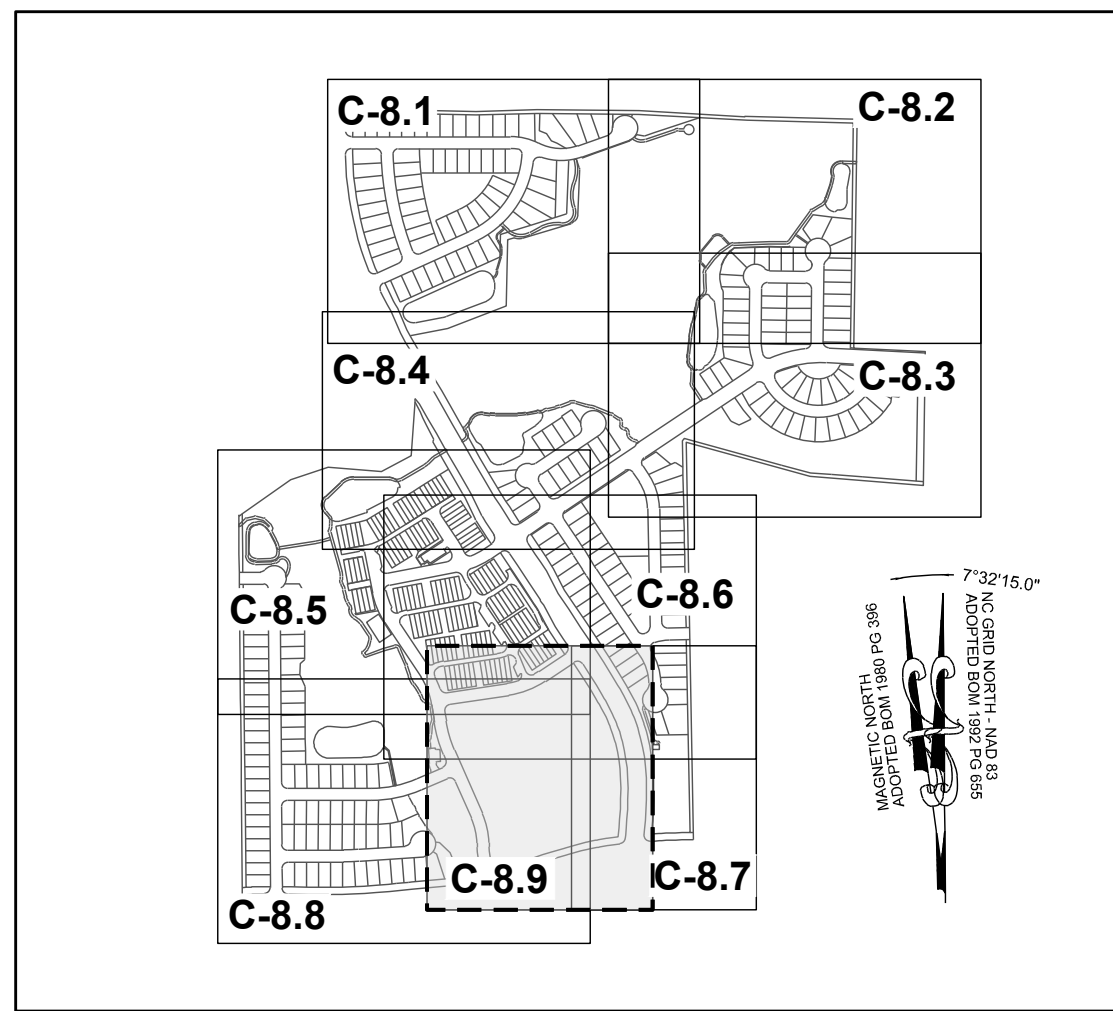 C-8.1
C-8.2
C-8.4
C-8.3
C-8.5
C-8.6
7°32'15.0"
MAGNETIC NORTH
ADOPTED BOM 1980 PG 396
NC GRID NORTH - NAD 83
ADOPTED BOM 1992 PG 655
C-8.9
C-8.7
C-8.8